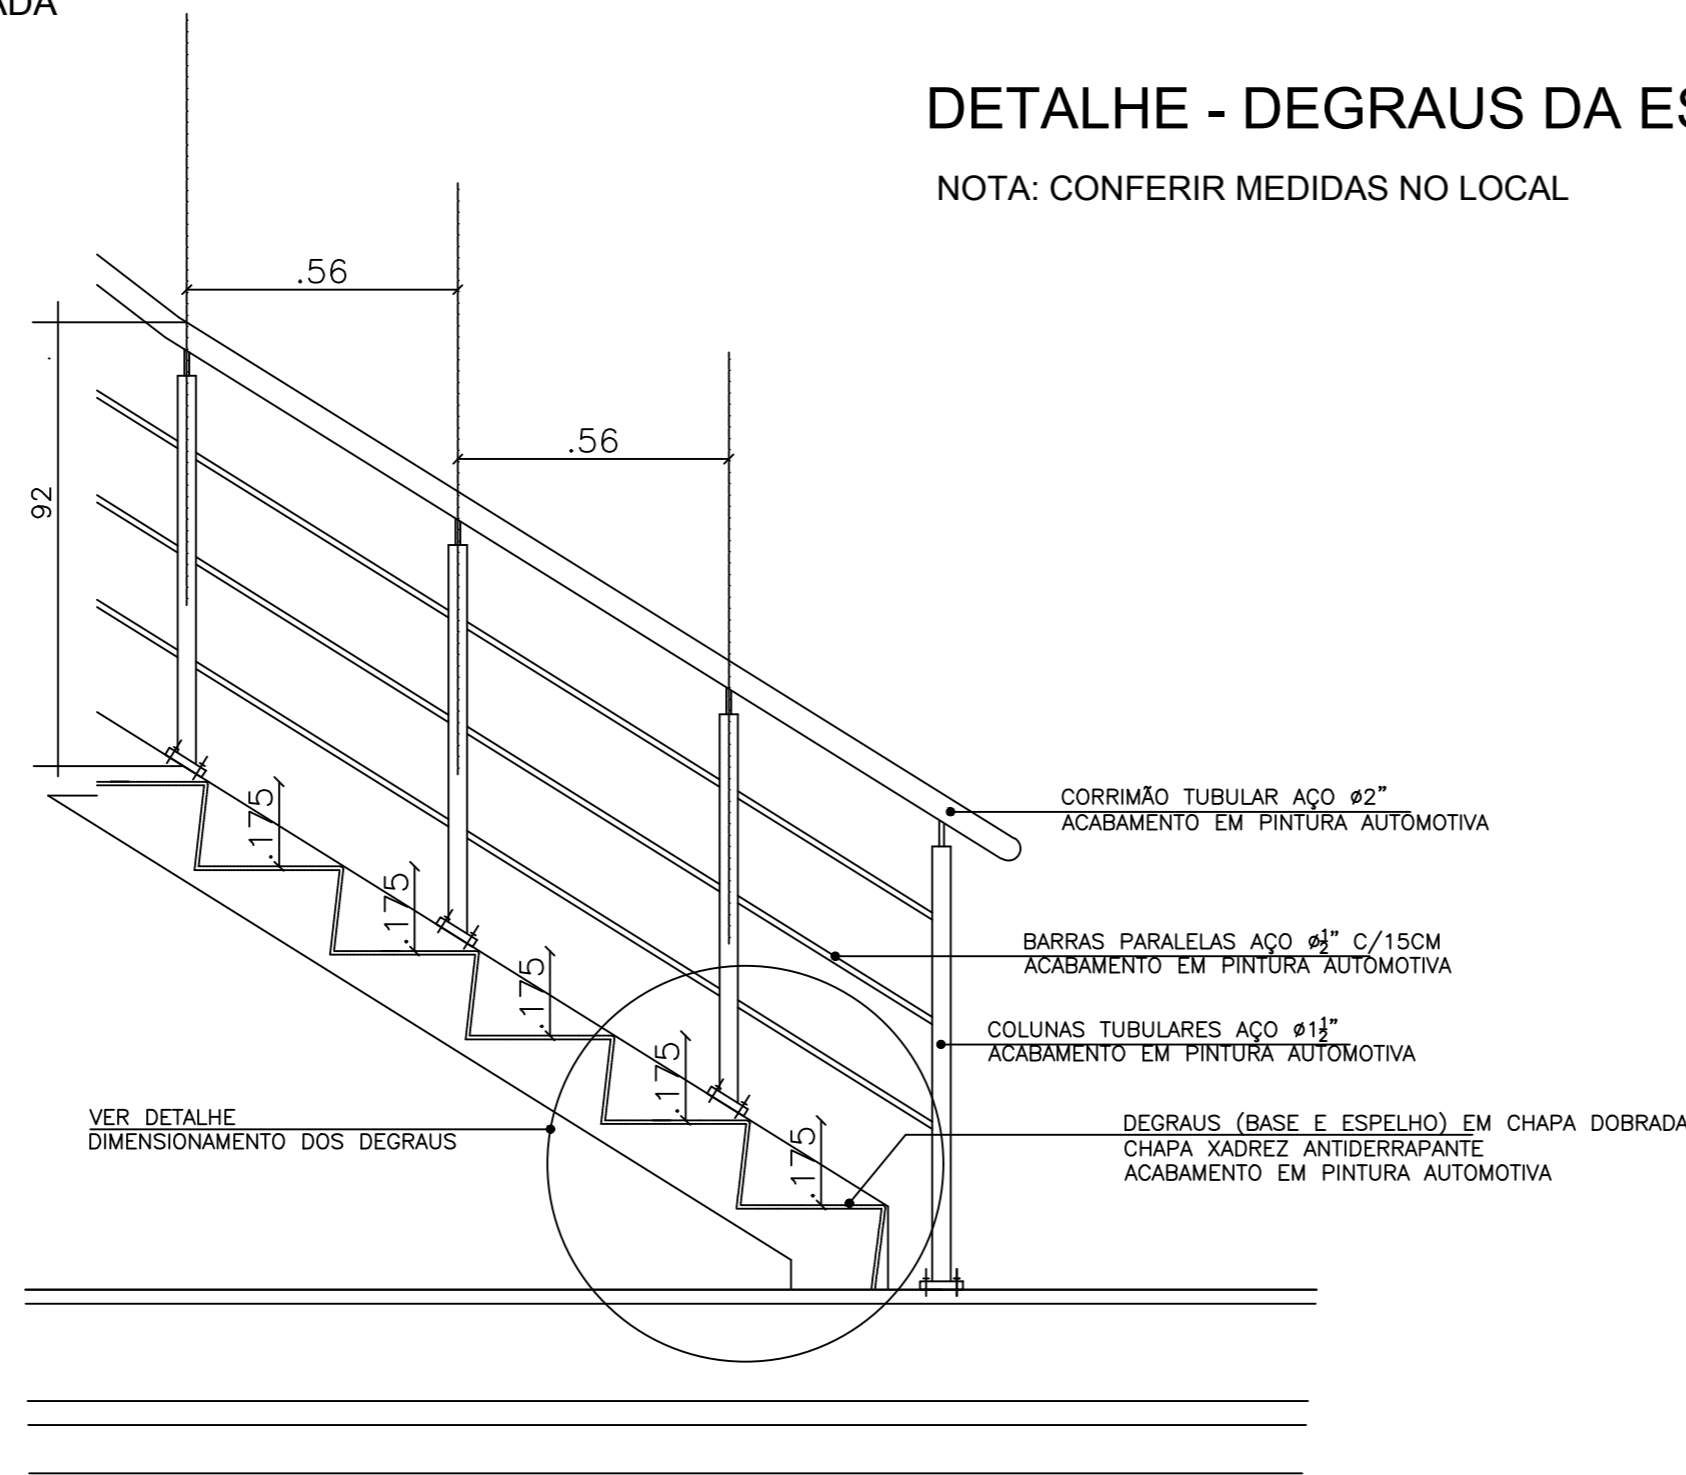 ADA
DETALHE - DEGRAUS DA ES
NOTA: CONFERIR MEDIDAS NO LOCAL
.56
.56
.92
.175
.175
.175
.175
.175
CORRIMÃO TUBULAR AÇO ø2”
ACABAMENTO EM PINTURA AUTOMOTIVA
BARRAS PARALELAS AÇO ø½” C/15CM
ACABAMENTO EM PINTURA AUTOMOTIVA
COLUNAS TUBULARES AÇO ø1½”
ACABAMENTO EM PINTURA AUTOMOTIVA
VER DETALHE
DIMENSIONAMENTO DOS DEGRAUS
DEGRAUS (BASE E ESPELHO) EM CHAPA DOBRADA
CHAPA XADREZ ANTIDERRAPANTE
ACABAMENTO EM PINTURA AUTOMOTIVA